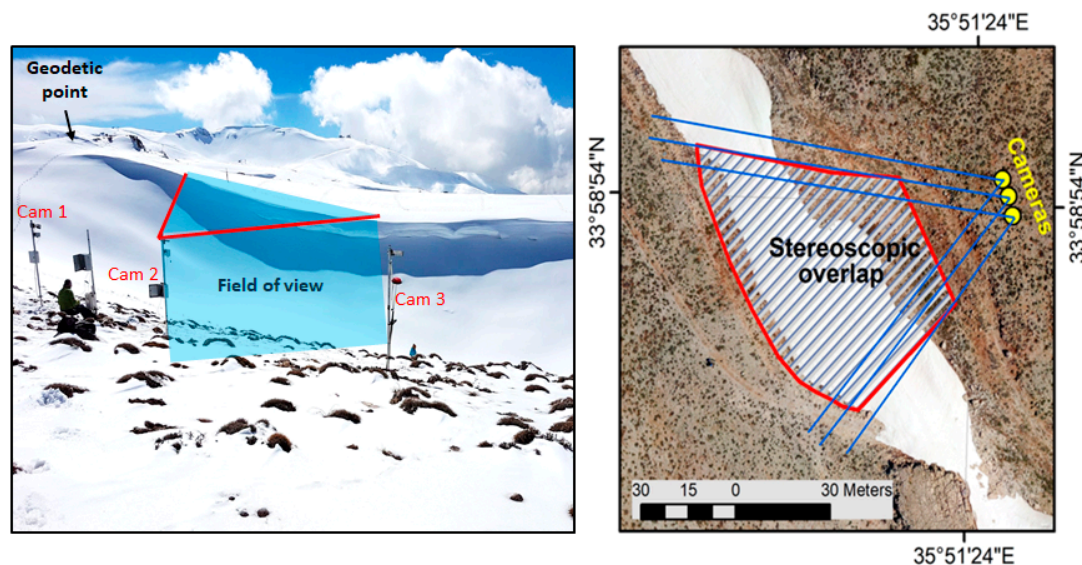 Geodetic
point
Cam 1
Cam 2
Field of view
Cam 3
35°51'24"E
33°58'54"N
Cameras
33°58'54"N
Stereoscopic
overlap
30 15 0 30 Meters
35°51'24"E